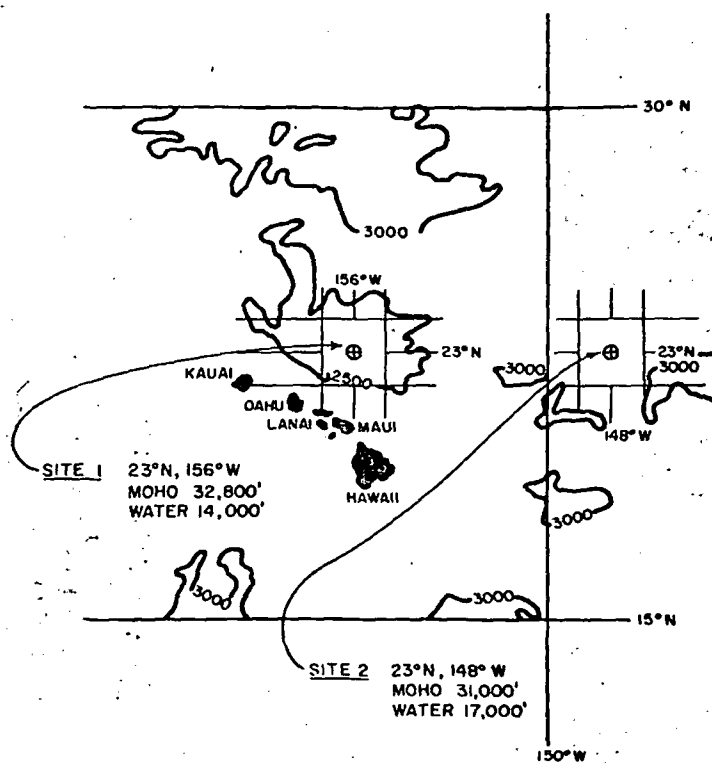 30° N
3000
156°W
23°N
23°N
3000
3000
2500
KAUAI
OAHU
LANAI
MAUI
148°W
HAWAII
SITE 1 23°N, 156°W
MOHO 32,800'
WATER 14,000'
3000
3000
3000
15°N
SITE 2 23°N, 148° W
MOHO 31,000'
WATER 17,000'
150°W